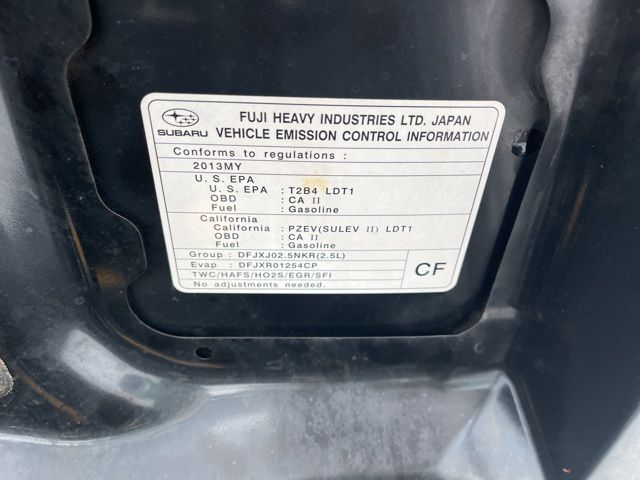 FUJI HEAVY INDUSTRIES LTD. JAPAN
SUBARU VEHICLE EMISSION CONTROL INFORMATION
Conforms to regulations :
2013MY
U. S. EPA
U. S. EPA : T2B4 LDT1
OBD : CA II
Fuel : Gasoline
California
California : PZEV(SULEV II) LDT1
OBD : CA II
Fuel : Gasoline
Group : DFJXJ02.5NKR(2.5L)
Evap : DFJXR01254CP
TWC/HAFS/HO2S/EGR/SFI
No adjustments needed.
CF